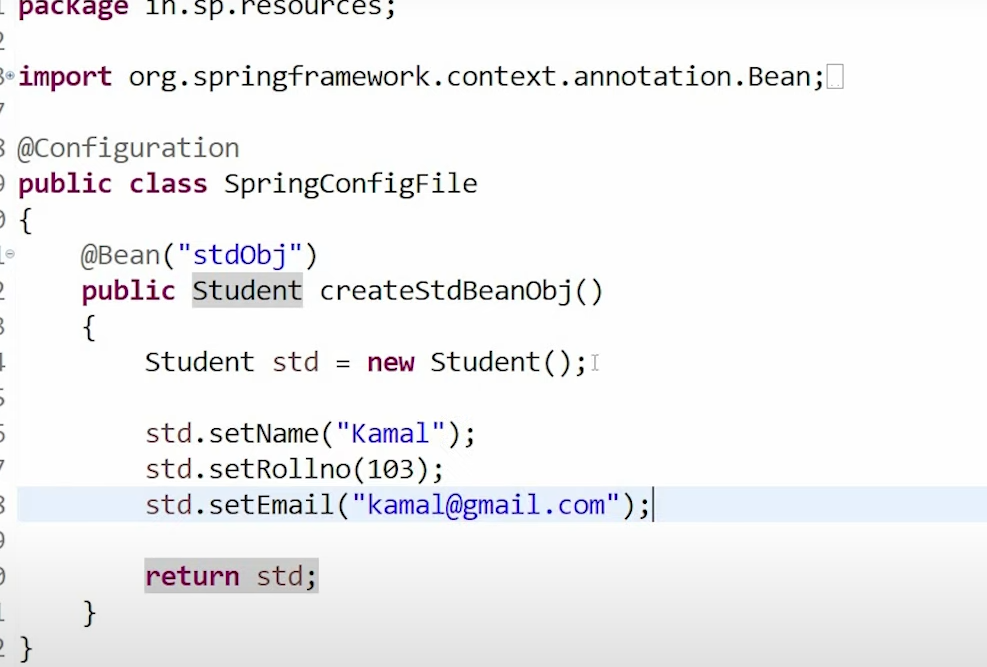 package in.sp.resources;
import org.springframework.context.annotation.Bean;
@Configuration
public class SpringConfigFile
{
@Bean("stdObj")
public Student createStdBeanObj()
{
Student std = new Student();
std.setName("Kamal");
std.setRollno(103);
std.setEmail("kamal@gmail.com");
return std;
}
}